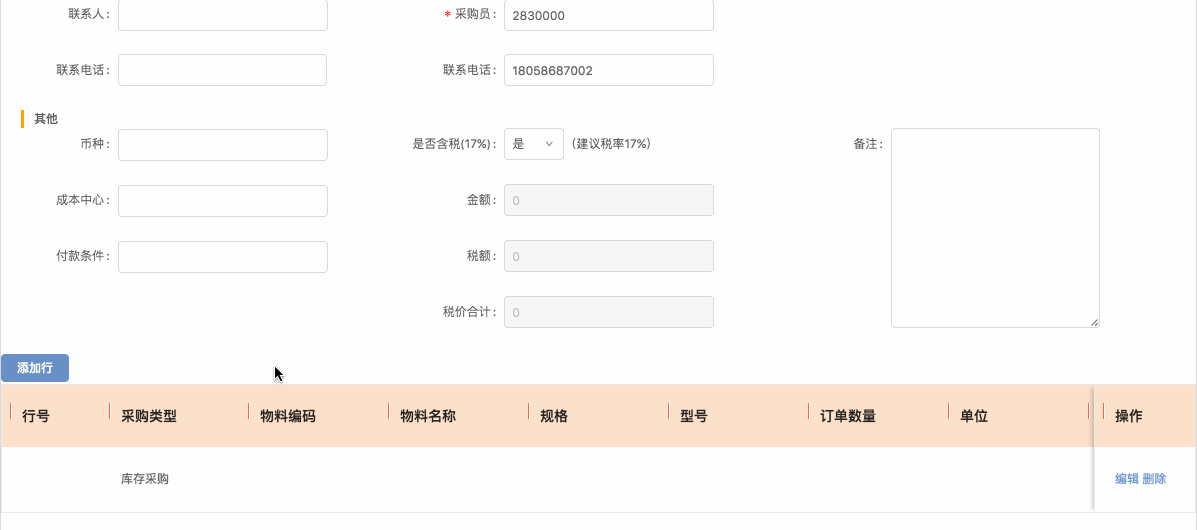 联系人: * 采购员: 2830000
联系电话: 联系电话: 18058687002
其他
币种: 是否含税(17%): 是 (建议税率17%) 备注:
成本中心: 金额: 0
付款条件: 税额: 0
税价合计: 0
添加行
行号 采购类型 物料编码 物料名称 规格 型号 订单数量 单位 操作
库存采购 编辑 删除